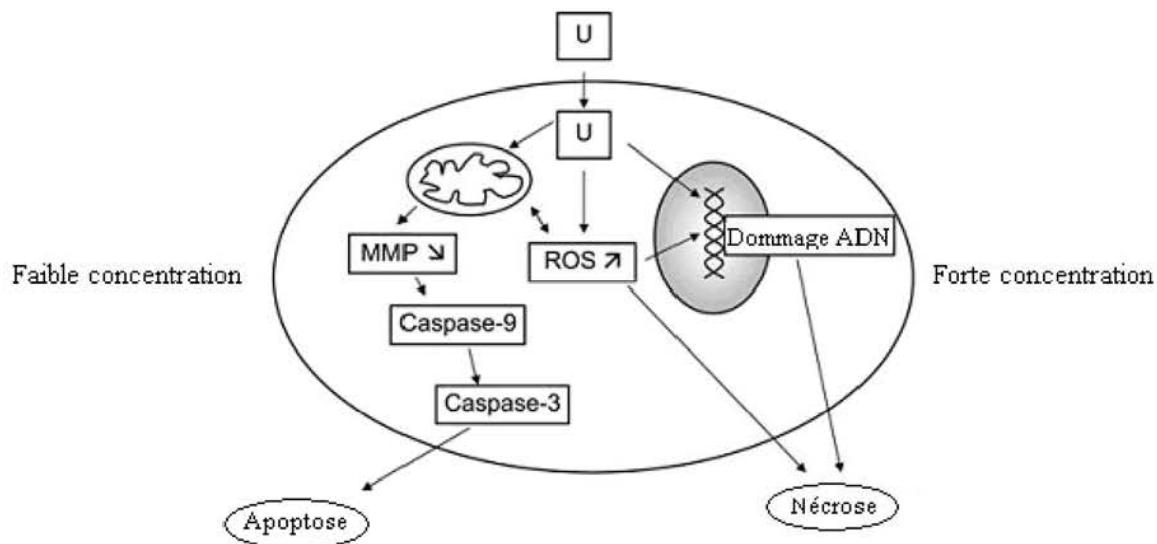 U
U
MMP ↘
ROS ↗
Dommage ADN
Faible concentration
Forte concentration
Caspase-9
Caspase-3
Apoptose
Nécrose